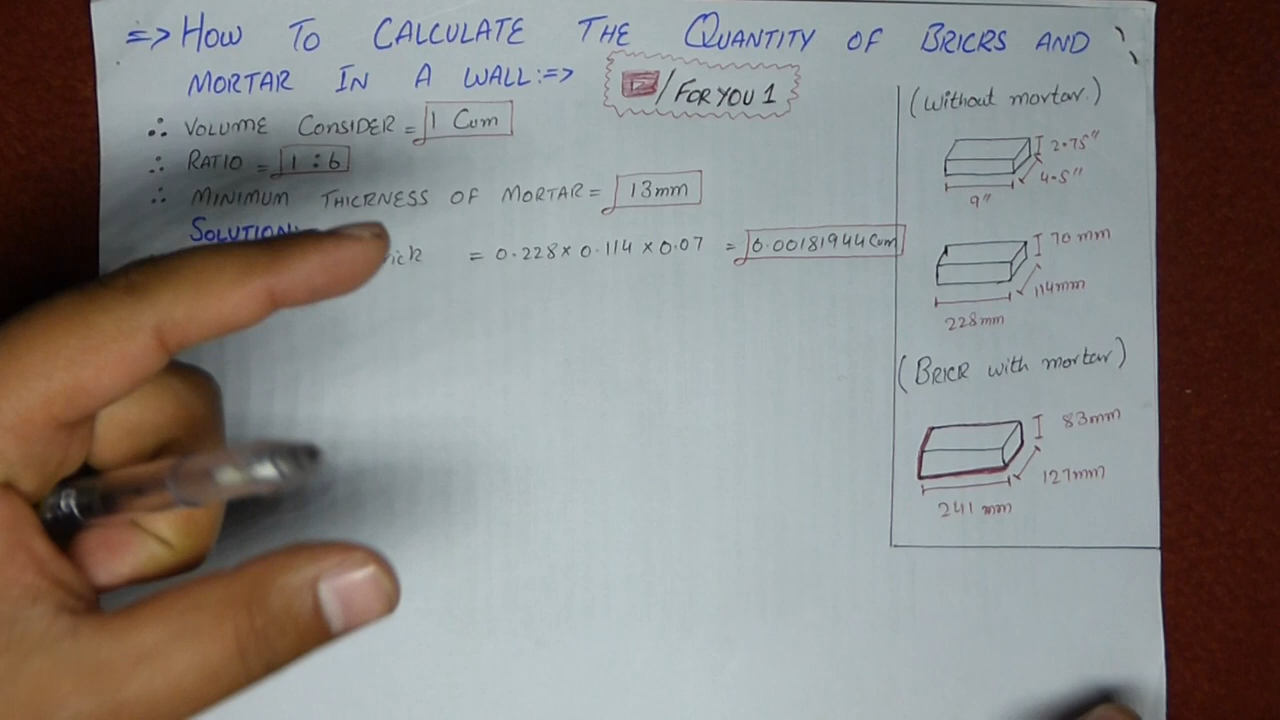 => HOW TO CALCULATE THE QUANTITY OF BRICKS AND
MORTAR IN A WALL:=>
/FOR YOU 1
∴ VOLUME CONSIDER = 1 Cum
∴ RATIO = 1:6
∴ MINIMUM THICKNESS OF MORTAR = 13mm
SOLUTION:
= 0.228 × 0.114 × 0.07 = 0.00181944 Cum
(Without mortar.)
2.75"
4.5"
9"
70 mm
114mm
228mm
(BRICK with mortar)
83mm
127mm
241 mm